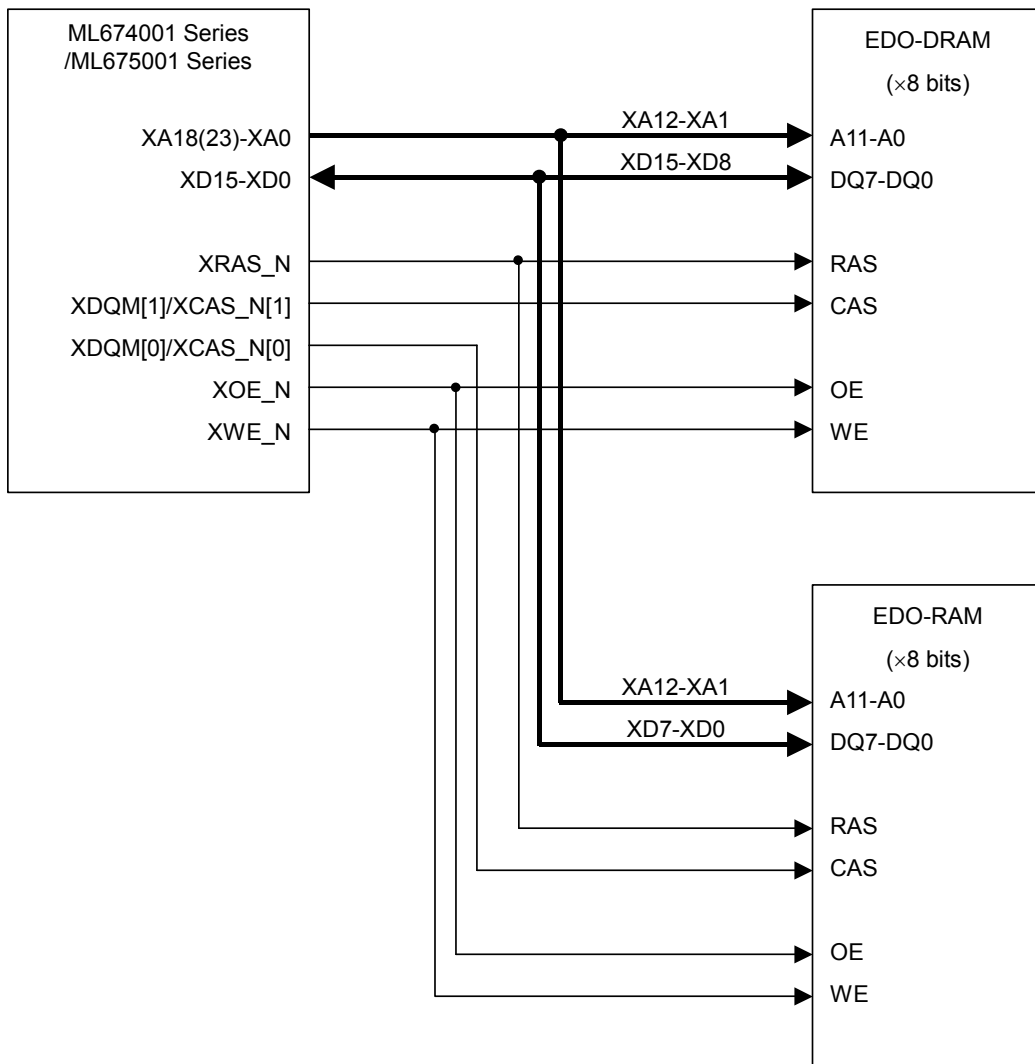 ML674001 Series
/ML675001 Series
XA18(23)-XA0
XD15-XD0
XRAS_N
XDQM[1]/XCAS_N[1]
XDQM[0]/XCAS_N[0]
XOE_N
XWE_N
XA12-XA1
XD15-XD8
EDO-DRAM
(×8 bits)
A11-A0
DQ7-DQ0
RAS
CAS
OE
WE
XA12-XA1
XD7-XD0
EDO-RAM
(×8 bits)
A11-A0
DQ7-DQ0
RAS
CAS
OE
WE